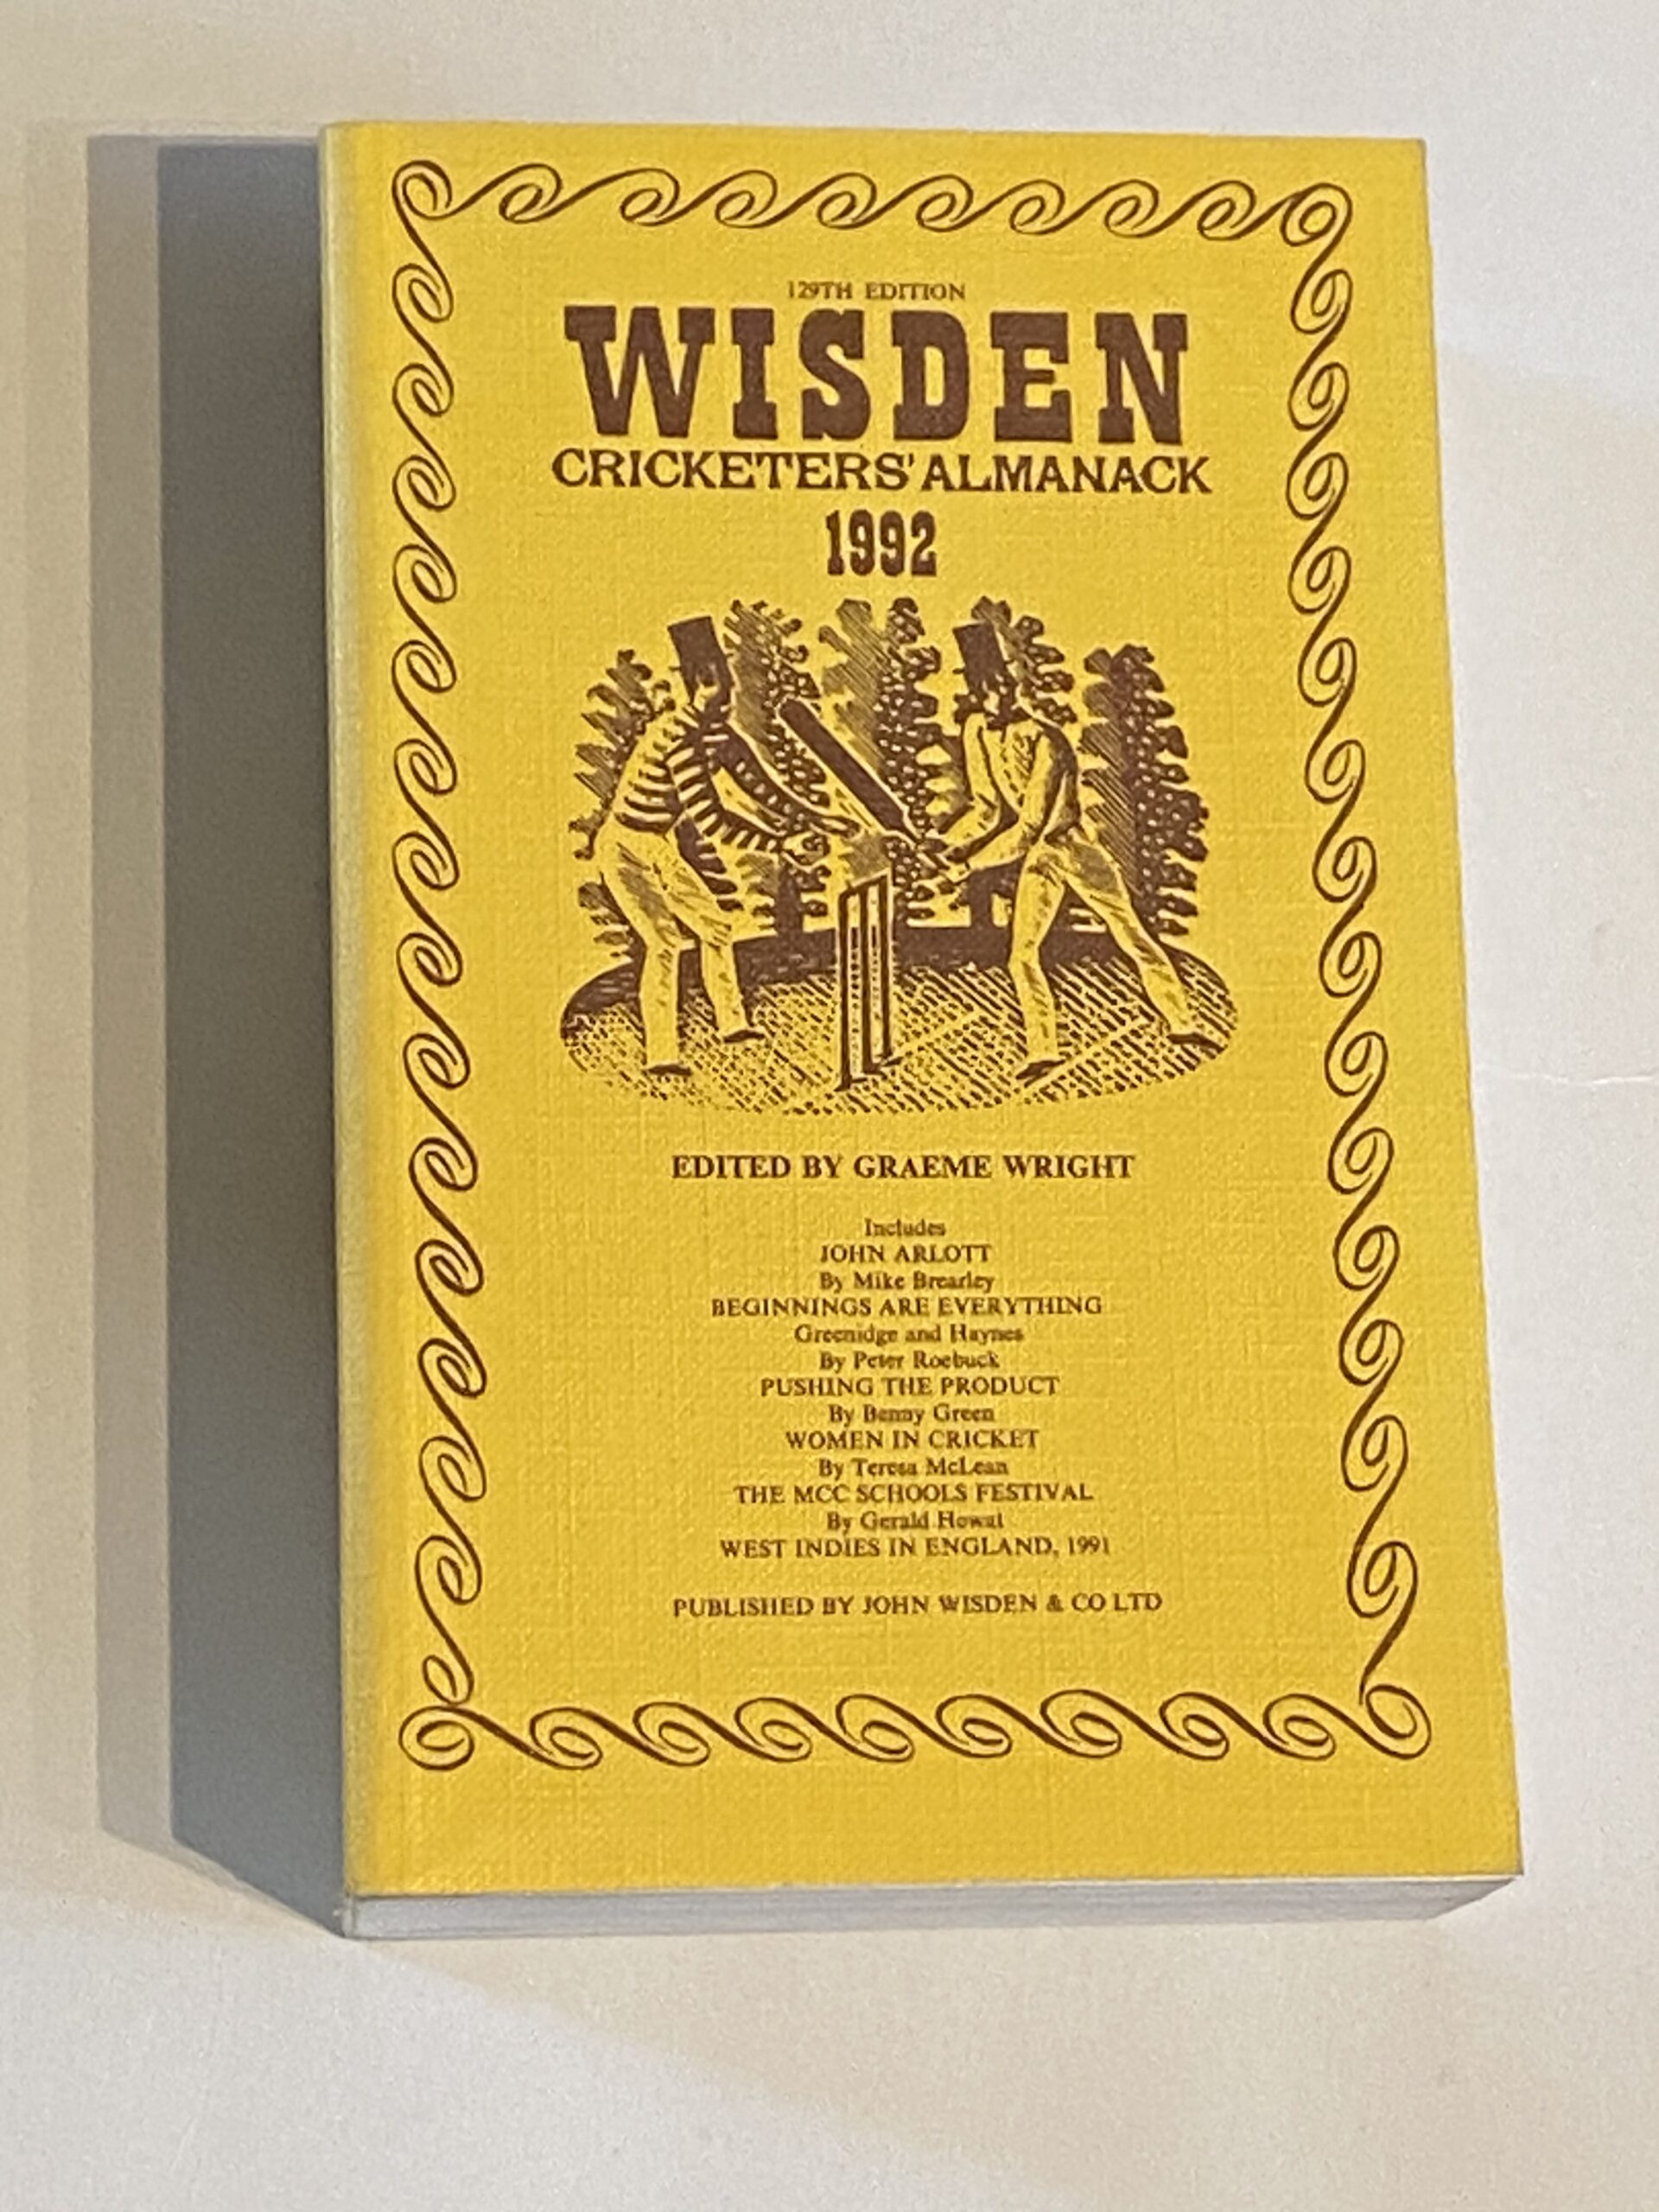 129TH EDITION
WISDEN
CRICKETERS' ALMANACK
1992
EDITED BY GRAEME WRIGHT
Includes
JOHN ARLOTT
By Mike Brearley
BEGINNINGS ARE EVERYTHING
Greenidge and Haynes
By Peter Roebuck
PUSHING THE PRODUCT
By Benny Green
WOMEN IN CRICKET
By Teresa McLean
THE MCC SCHOOLS FESTIVAL
By Gerald Howat
WEST INDIES IN ENGLAND, 1991
PUBLISHED BY JOHN WISDEN & CO LTD